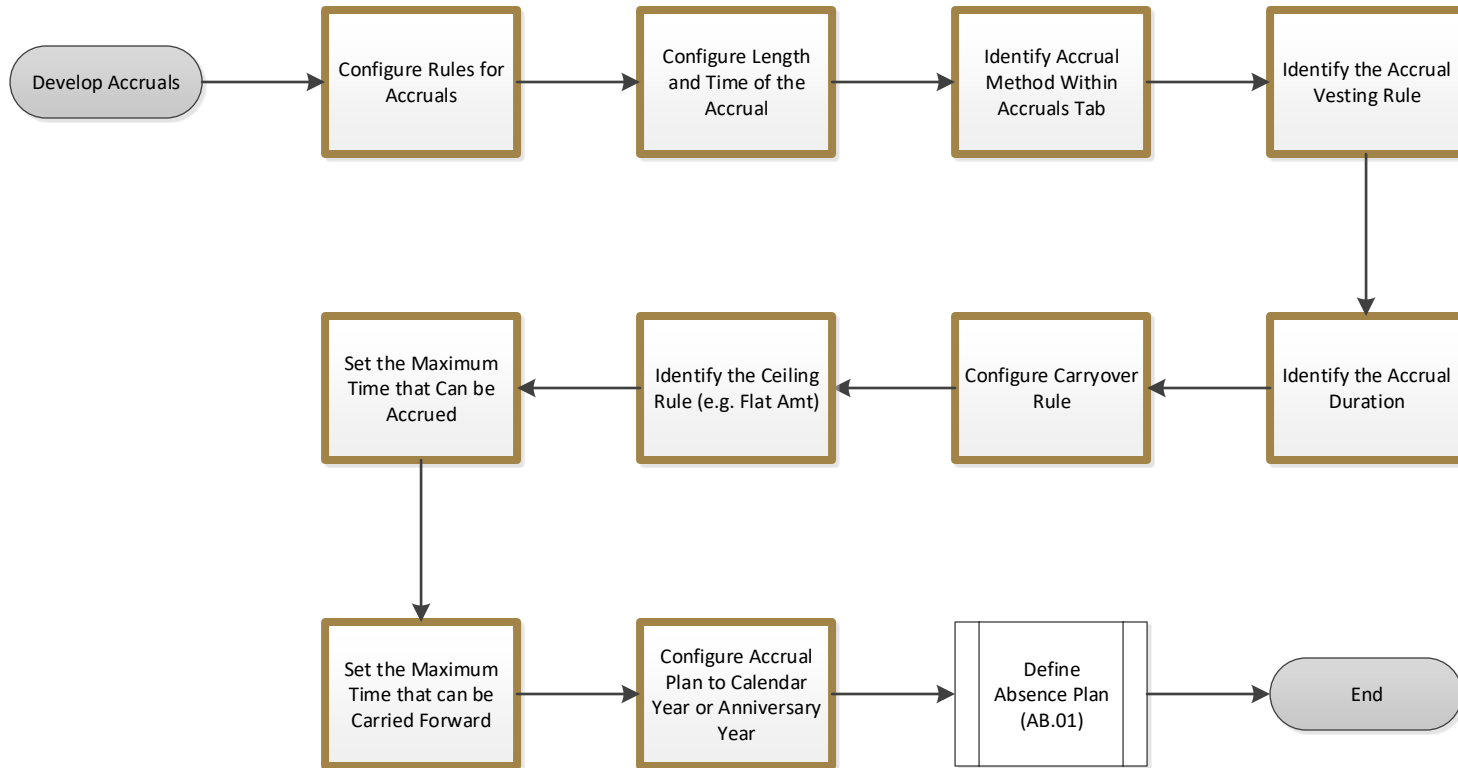 Develop Accruals
Configure Rules for
Accruals
Configure Length
and Time of the
Accrual
Identify Accrual
Method Within
Accruals Tab
Identify the Accrual
Vesting Rule
Set the Maximum
Time that Can be
Accrued
Identify the Ceiling
Rule (e.g. Flat Amt)
Configure Carryover
Rule
Identify the Accrual
Duration
Set the Maximum
Time that can be
Carried Forward
Configure Accrual
Plan to Calendar
Year or Anniversary
Year
Define
Absence Plan
(AB.01)
End